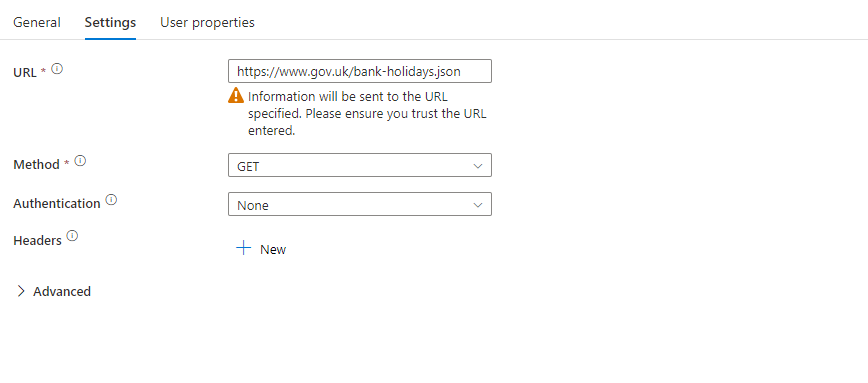 General Settings User properties
URL * https://www.gov.uk/bank-holidays.json
Information will be sent to the URL
specified. Please ensure you trust the URL
entered.
Method * GET
Authentication None
Headers
New
Advanced